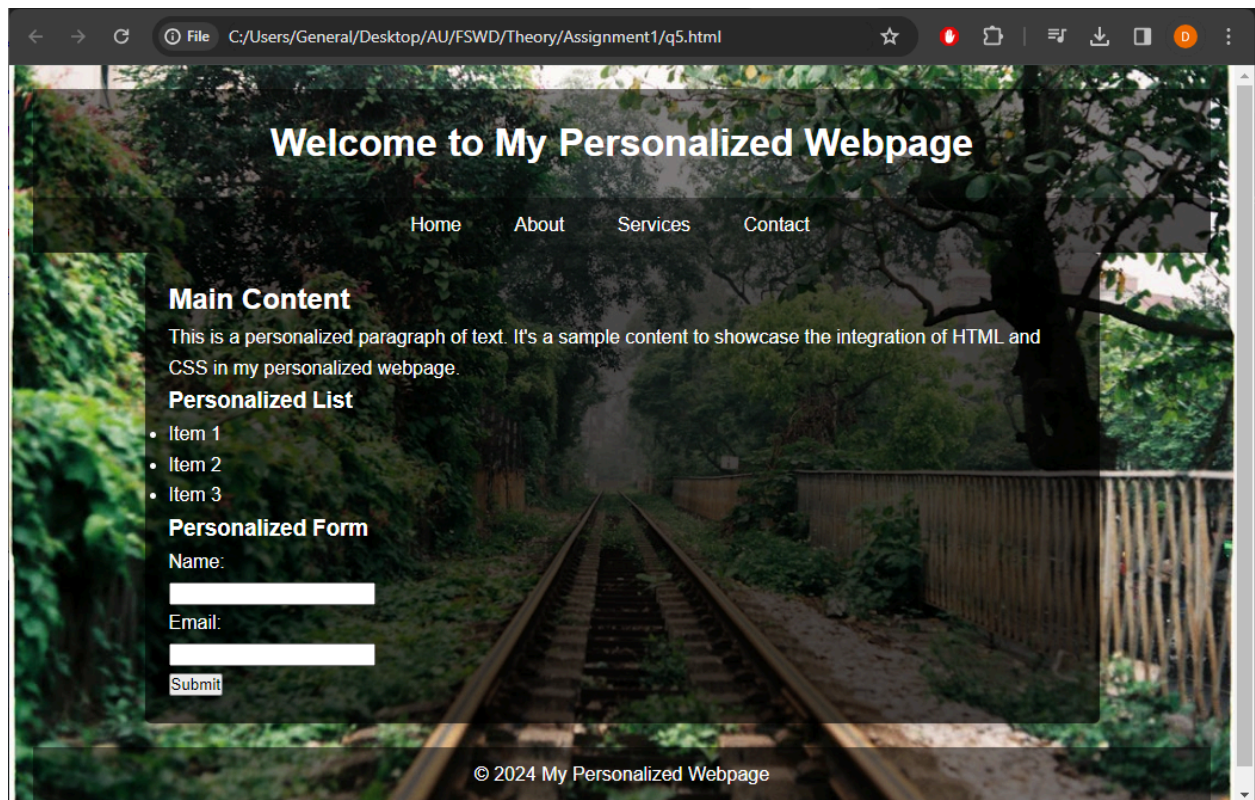 File C:/Users/General/Desktop/AU/FSWD/Theory/Assignment1/q5.html
D
Welcome to My Personalized Webpage
Home About Services Contact
Main Content
This is a personalized paragraph of text. It's a sample content to showcase the integration of HTML and
CSS in my personalized webpage.
Personalized List
Item 1
Item 2
Item 3
Personalized Form
Name:
Email:
Submit
© 2024 My Personalized Webpage